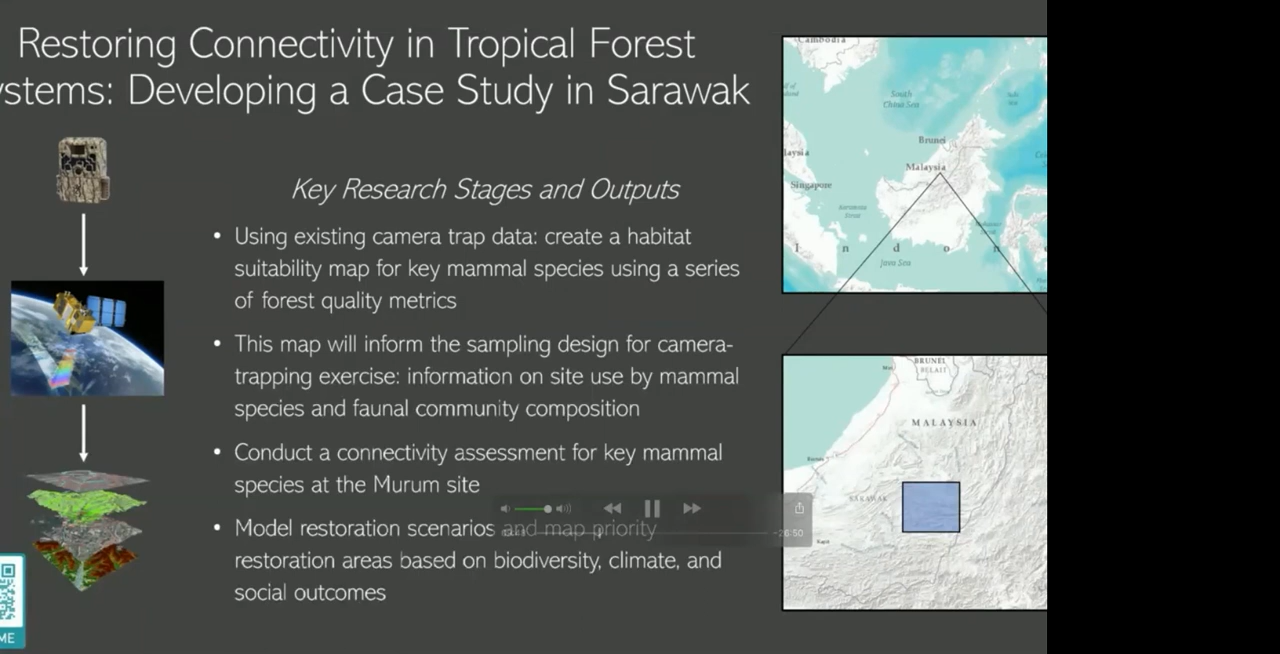 Restoring Connectivity in Tropical Forest
ystems: Developing a Case Study in Sarawak
Key Research Stages and Outputs
• Using existing camera trap data: create a habitat
suitability map for key mammal species using a series
of forest quality metrics
• This map will inform the sampling design for camera-
trapping exercise: information on site use by mammal
species and faunal community composition
• Conduct a connectivity assessment for key mammal
species at the Murum site
• Model restoration scenarios and map priority
restoration areas based on biodiversity, climate, and
social outcomes
-26:50
ME
Cambodia
South
China Sea
Brunei
laysia
Malaysia
Singapore
I n d o n
Java Sea
BRUNEI
BELAIT
MALAYSIA
SARAWAK